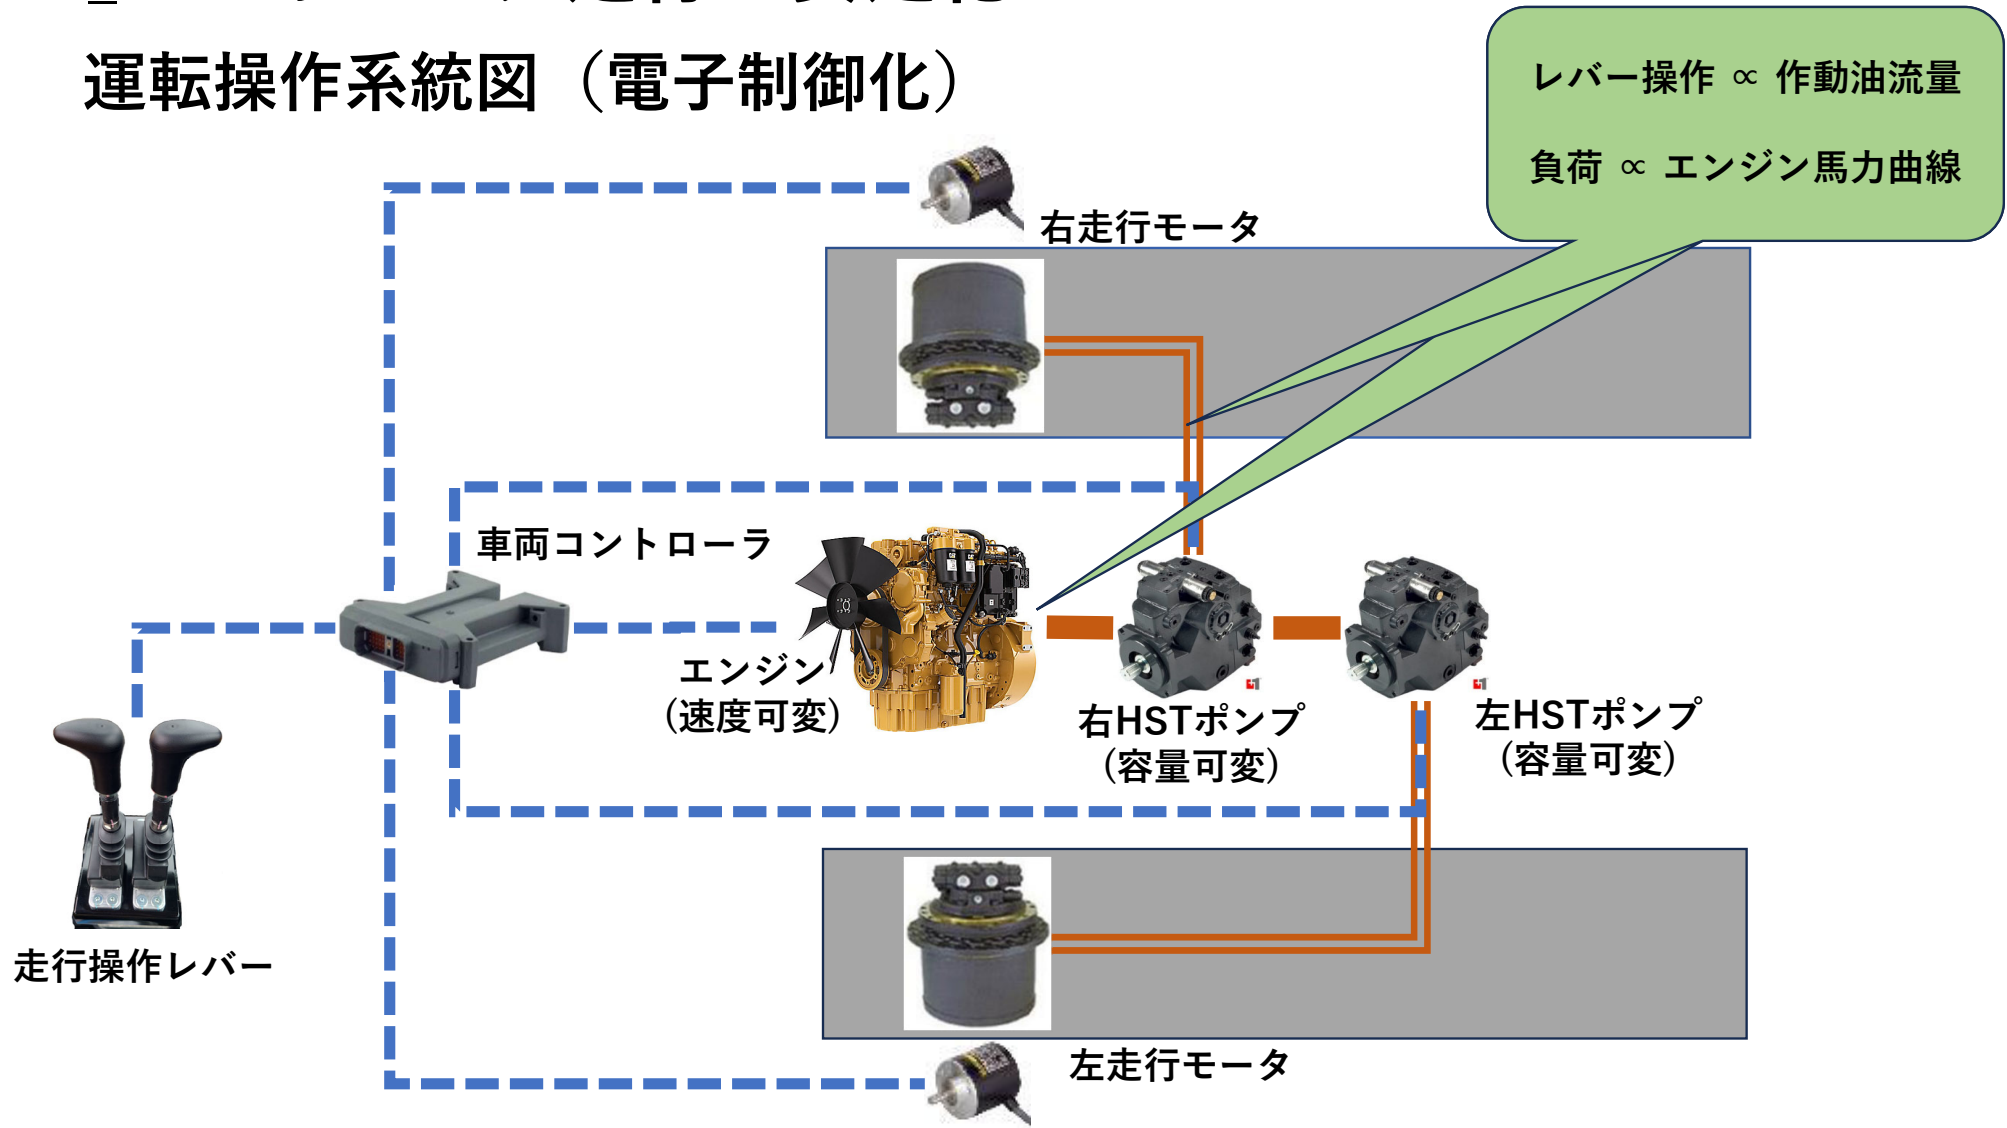 運転操作系統図（電子制御化）
レバー操作 ∝ 作動油流量
負荷 ∝ エンジン馬力曲線
右走行モータ
車両コントローラ
エンジン
(速度可変)
右HSTポンプ
(容量可変)
左HSTポンプ
(容量可変)
走行操作レバー
左走行モータ